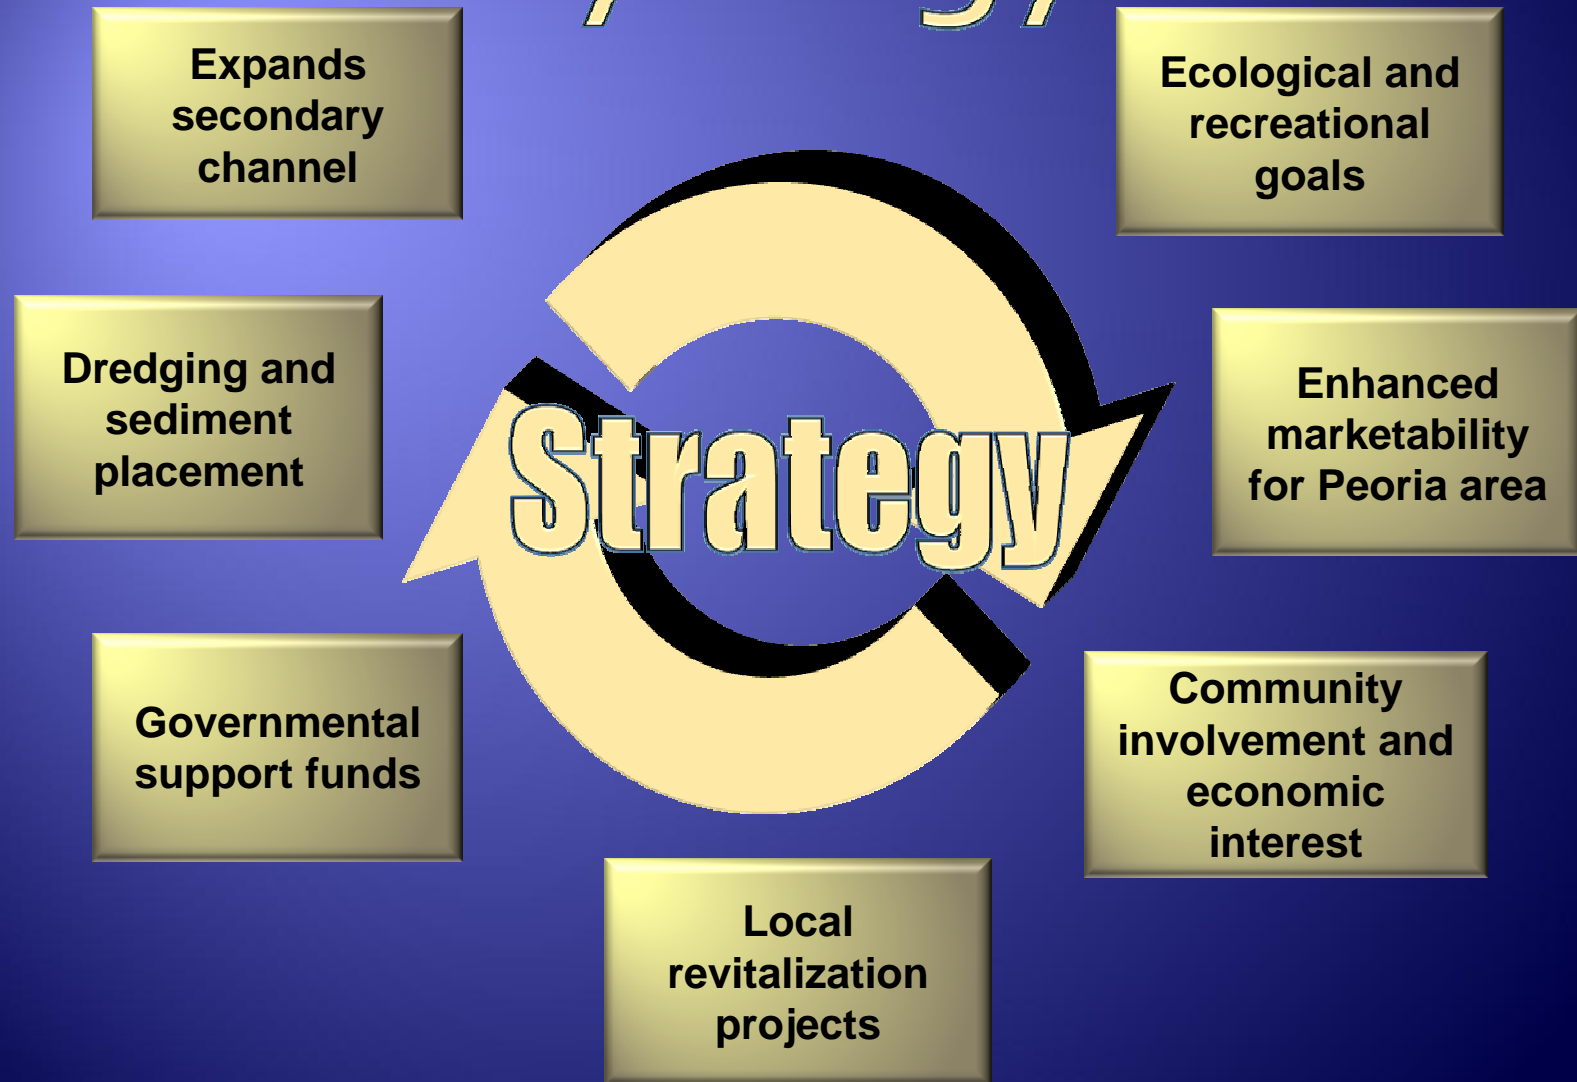 Expands
secondary
channel
Ecological and
recreational
goals
Dredging and
sediment
placement
Strategy
Enhanced
marketability
for Peoria area
Governmental
support funds
Community
involvement and
economic
interest
Local
revitalization
projects